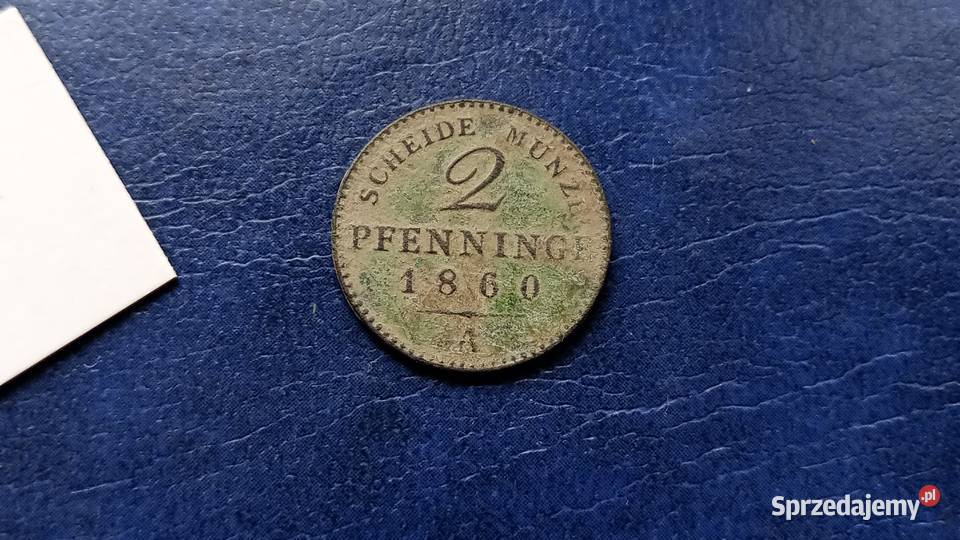 SCHEIDE MÜNZE
2
PFENNINGE
1860
A
Sprzedajemy.pl